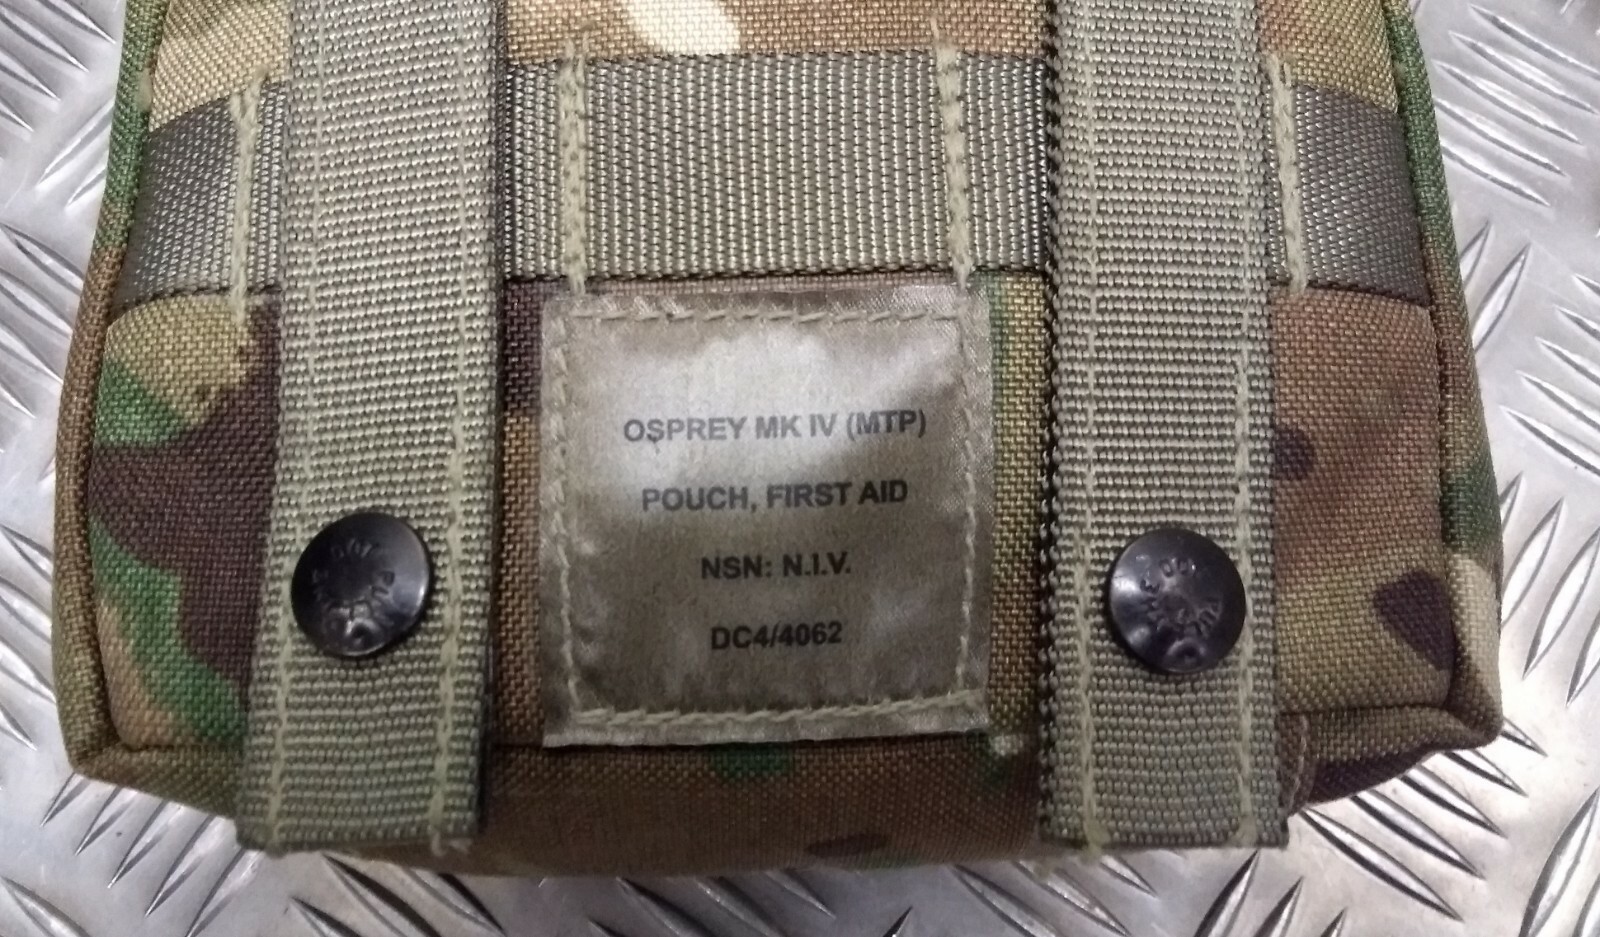 OSPREY MK IV (MTP)
POUCH, FIRST AID
NSN: N.I.V.
DC4/4062